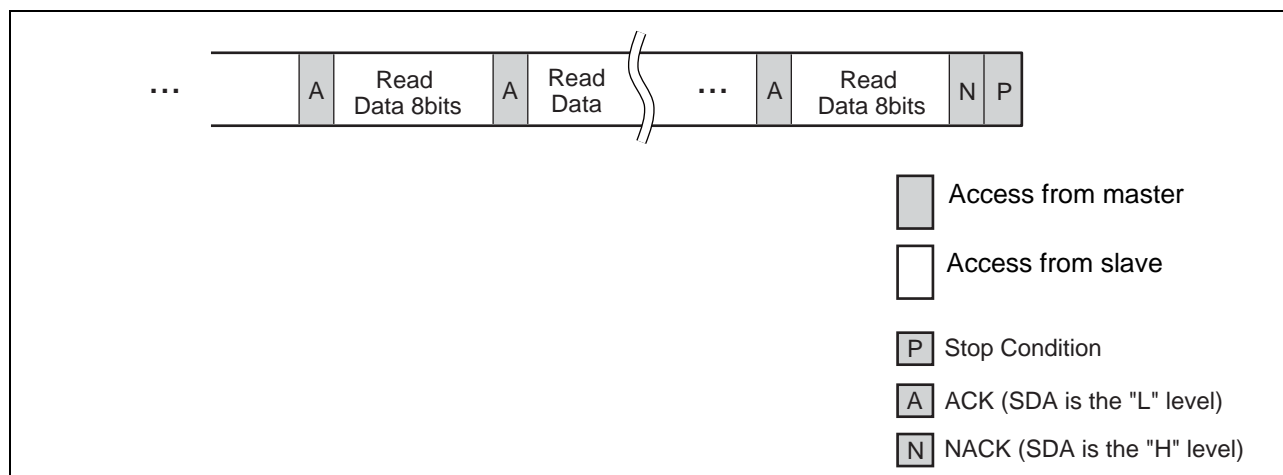 ... A Read Data 8bits A Read Data ... A Read Data 8bits N P
Access from master
Access from slave
P Stop Condition
A ACK (SDA is the "L" level)
N NACK (SDA is the "H" level)